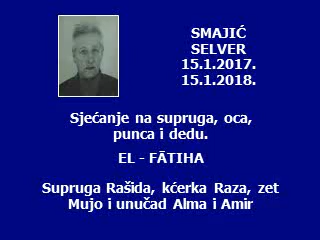 SMAJIĆ
SELVER
15.1.2017.
15.1.2018.
Sjećanje na supruga, oca,
punca i dedu.
EL - FĀTIHA
Supruga Rašida, kćerka Raza, zet
Mujo i unučad Alma i Amir